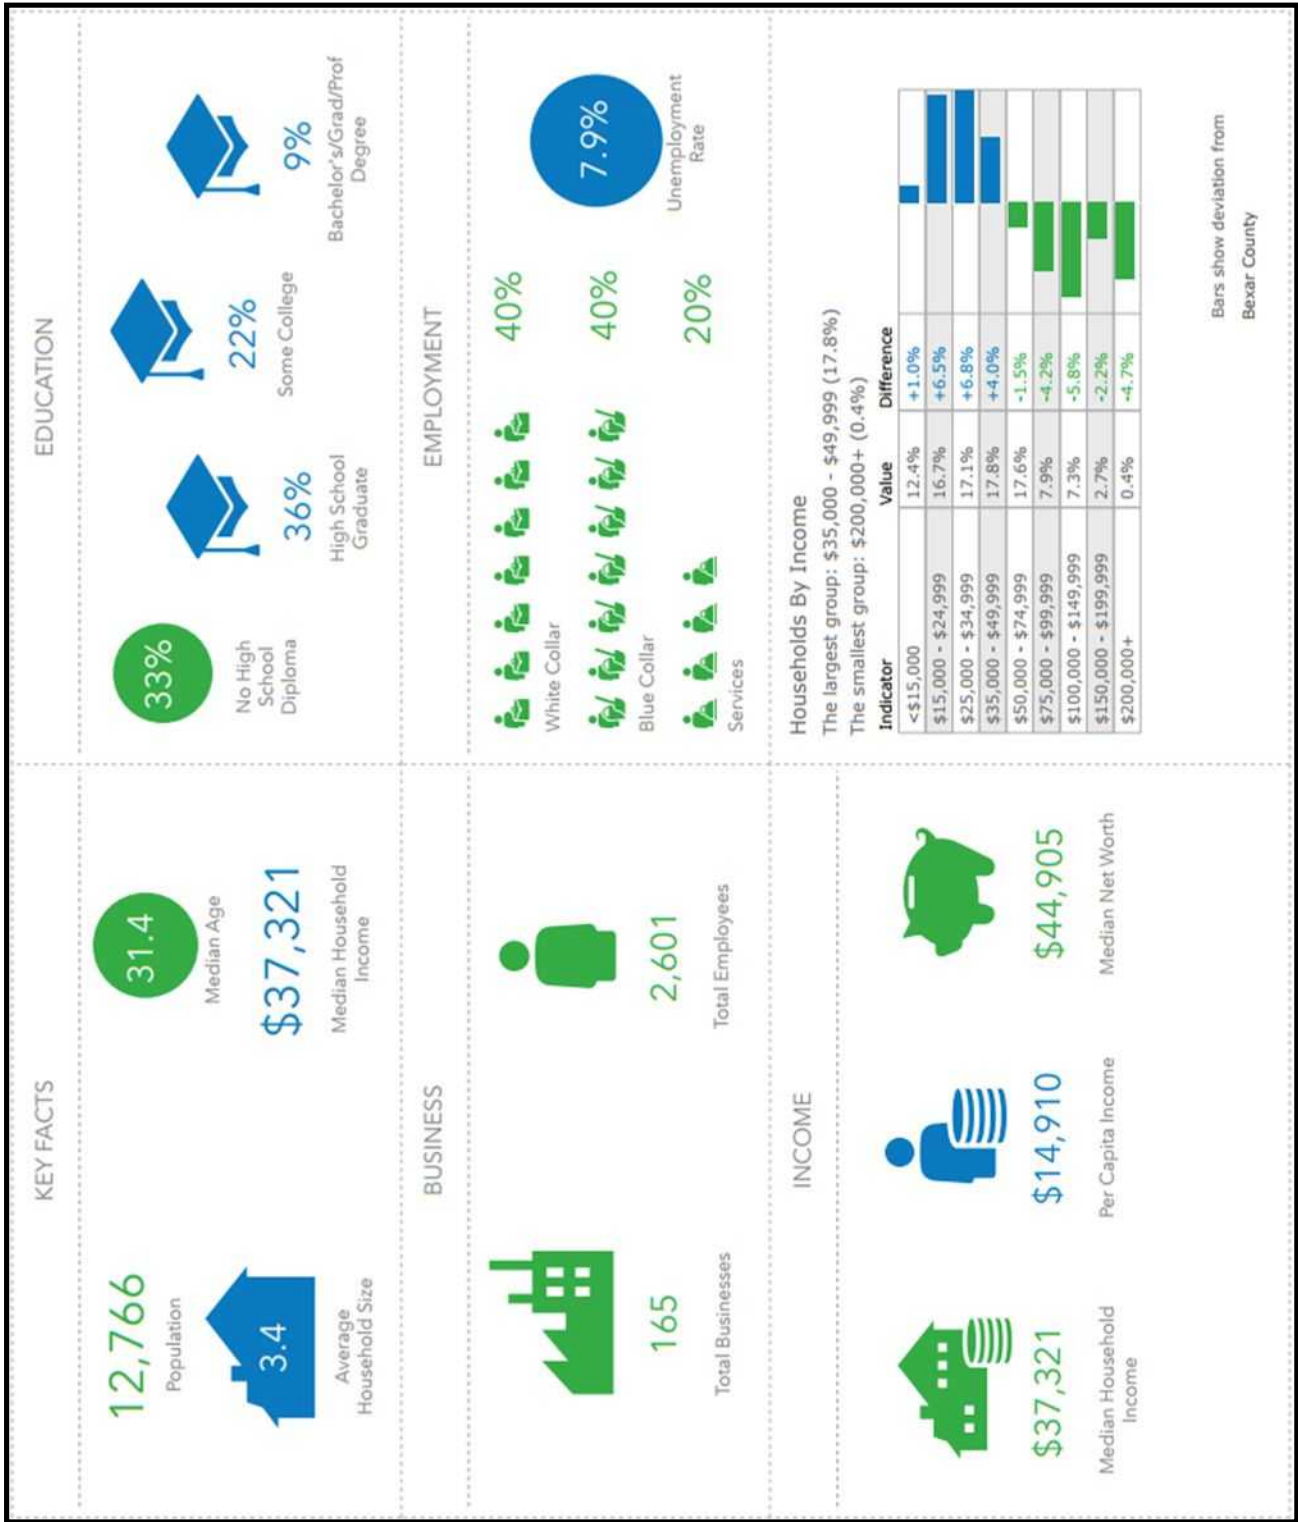 KEY FACTS
12,766
Population
31.4
Median Age
3.4
Average
Household Size
$37,321
Median Household
Income
EDUCATION
33%
No High
School
Diploma
36%
High School
Graduate
22%
Some College
9%
Bachelor's/Grad/Prof
Degree
BUSINESS
165
Total Businesses
2,601
Total Employees
EMPLOYMENT
White Collar 40%
Blue Collar 40%
Services 20%
7.9%
Unemployment
Rate
INCOME
$37,321
Median Household
Income
$14,910
Per Capita Income
$44,905
Median Net Worth
Households By Income
The largest group: $35,000 - $49,999 (17.8%)
The smallest group: $200,000+ (0.4%)
Indicator Value Difference
<$15,000 12.4% +1.0%
$15,000 - $24,999 16.7% +6.5%
$25,000 - $34,999 17.1% +6.8%
$35,000 - $49,999 17.8% +4.0%
$50,000 - $74,999 17.6% -1.5%
$75,000 - $99,999 7.9% -4.2%
$100,000 - $149,999 7.3% -5.8%
$150,000 - $199,999 2.7% -2.2%
$200,000+ 0.4% -4.7%
Bars show deviation from
Bexar County